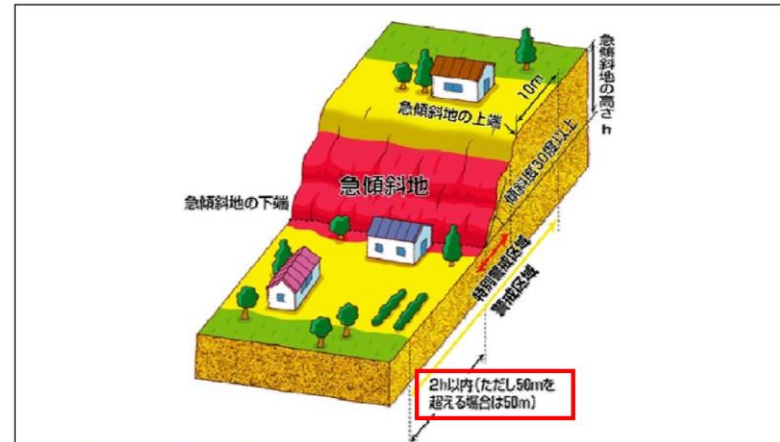 急傾斜地の高さ
h
10m
急傾斜地の上端
傾斜度30度以上
急傾斜地
急傾斜地の下端
特別警戒区域
警戒区域
2h以内(ただし50mを
超える場合は50m)